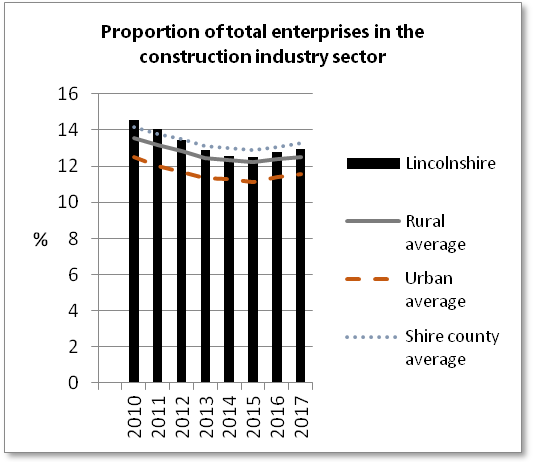 Proportion of total enterprises in the
construction industry sector
16
14
12
10
8
6
4
2
0
%
2010
2011
2012
2013
2014
2015
2016
2017
Lincolnshire
Rural
average
Urban
average
Shire county
average